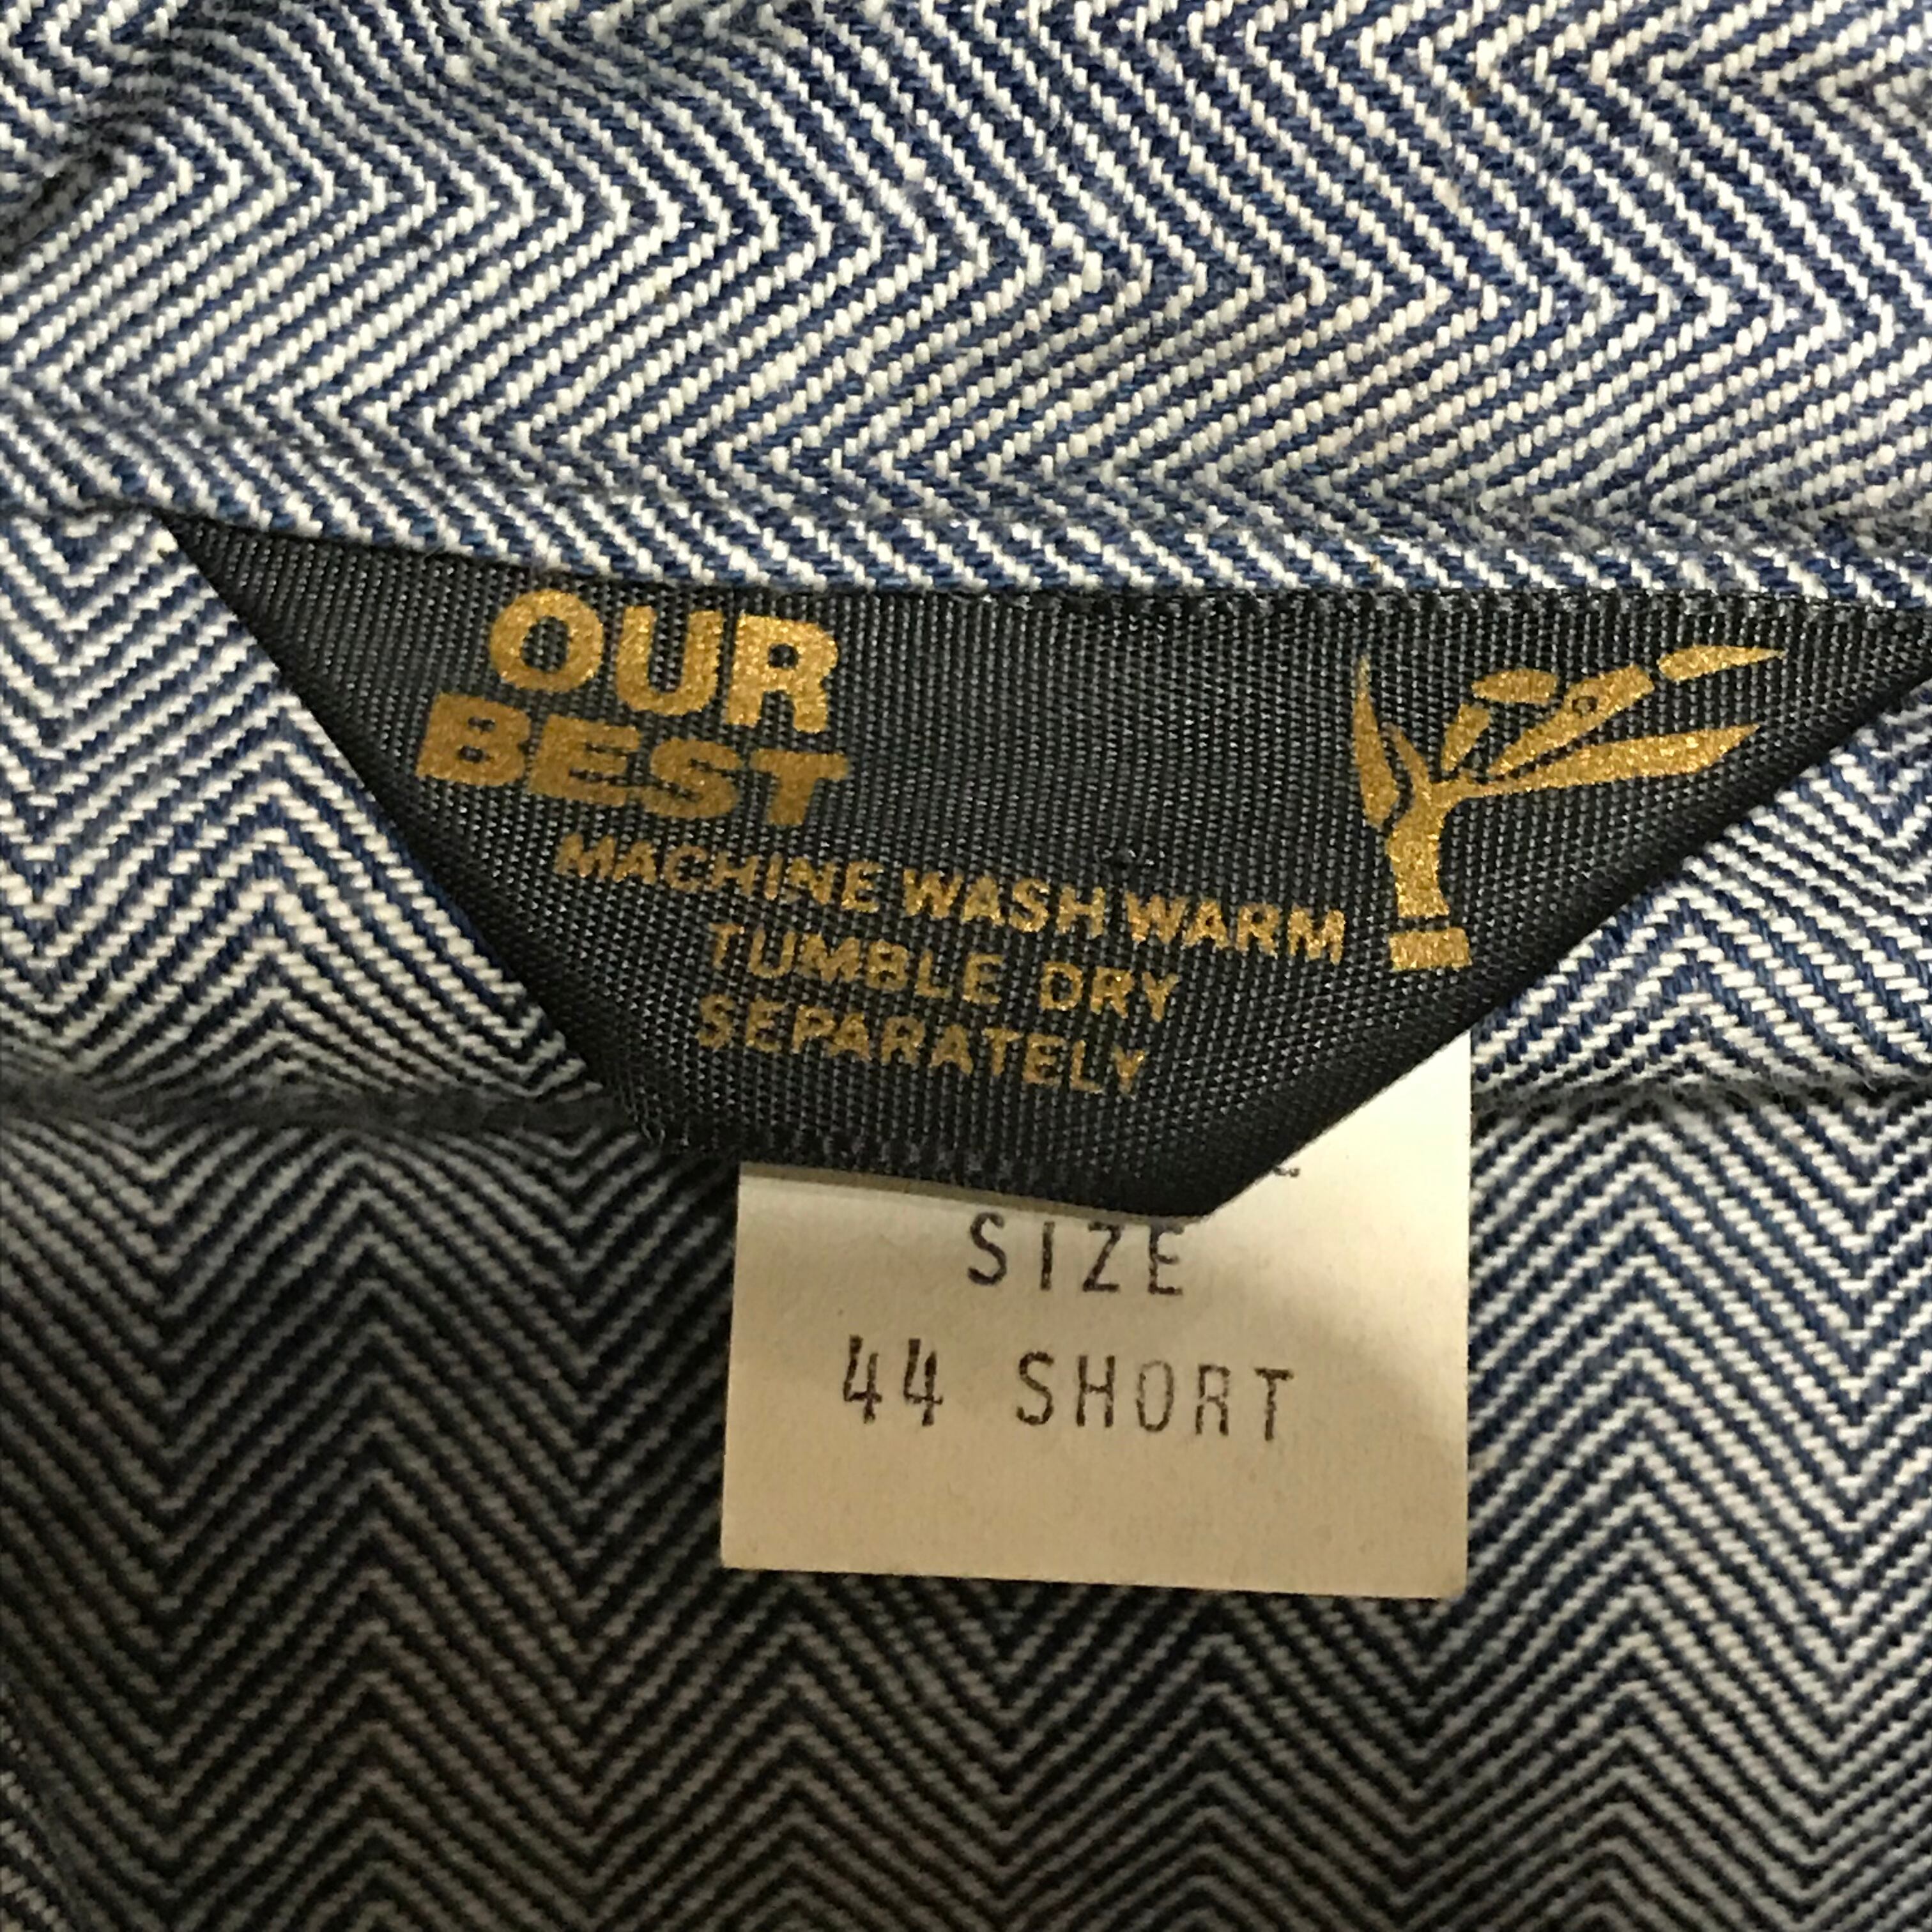 OUR
BEST
MACHINE WASH WARM
TUMBLE DRY
SEPARATELY
SIZE
44 SHORT